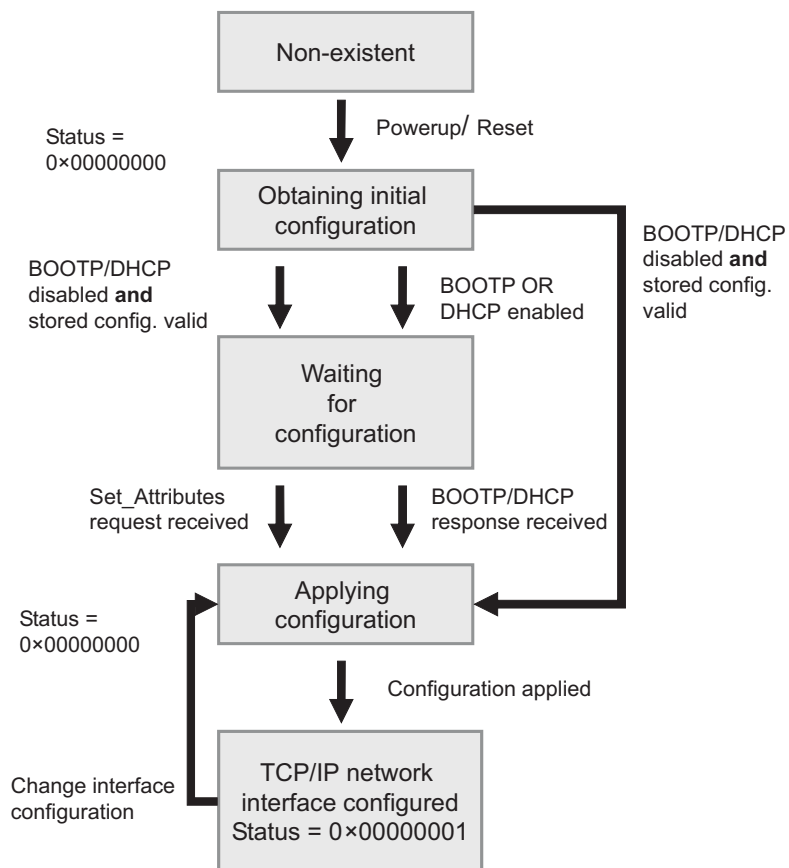 Non-existent
Powerup/ Reset
Status =
0×00000000
Obtaining initial
configuration
BOOTP/DHCP
disabled and
stored config. valid
BOOTP OR
DHCP enabled
BOOTP/DHCP
disabled and
stored config.
valid
Waiting
for
configuration
Set_Attributes
request received
BOOTP/DHCP
response received
Applying
configuration
Status =
0×00000000
Configuration applied
Change interface
configuration
TCP/IP network
interface configured
Status = 0×00000001